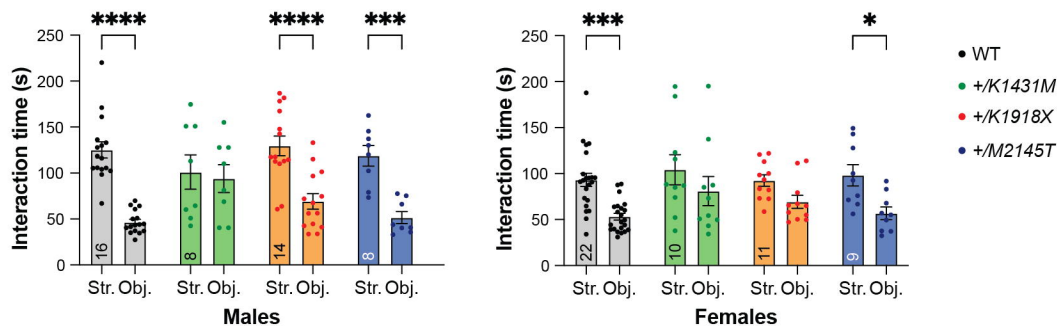 **** **** *** *** *
Interaction time (s)
250
200
150
100
50
0
16 8 14 8
Str. Obj. Str. Obj. Str. Obj. Str. Obj.
Males
Interaction time (s)
250
200
150
100
50
0
22 10 11 9
Str. Obj. Str. Obj. Str. Obj. Str. Obj.
Females
WT
+/K1431M
+/K1918X
+/M2145T